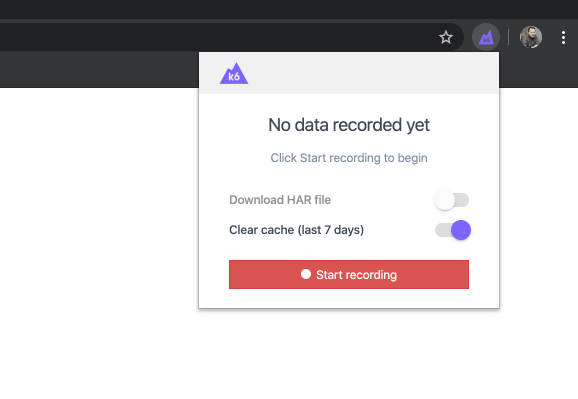 k6
No data recorded yet
Click Start recording to begin
Download HAR file
Clear cache (last 7 days)
Start recording